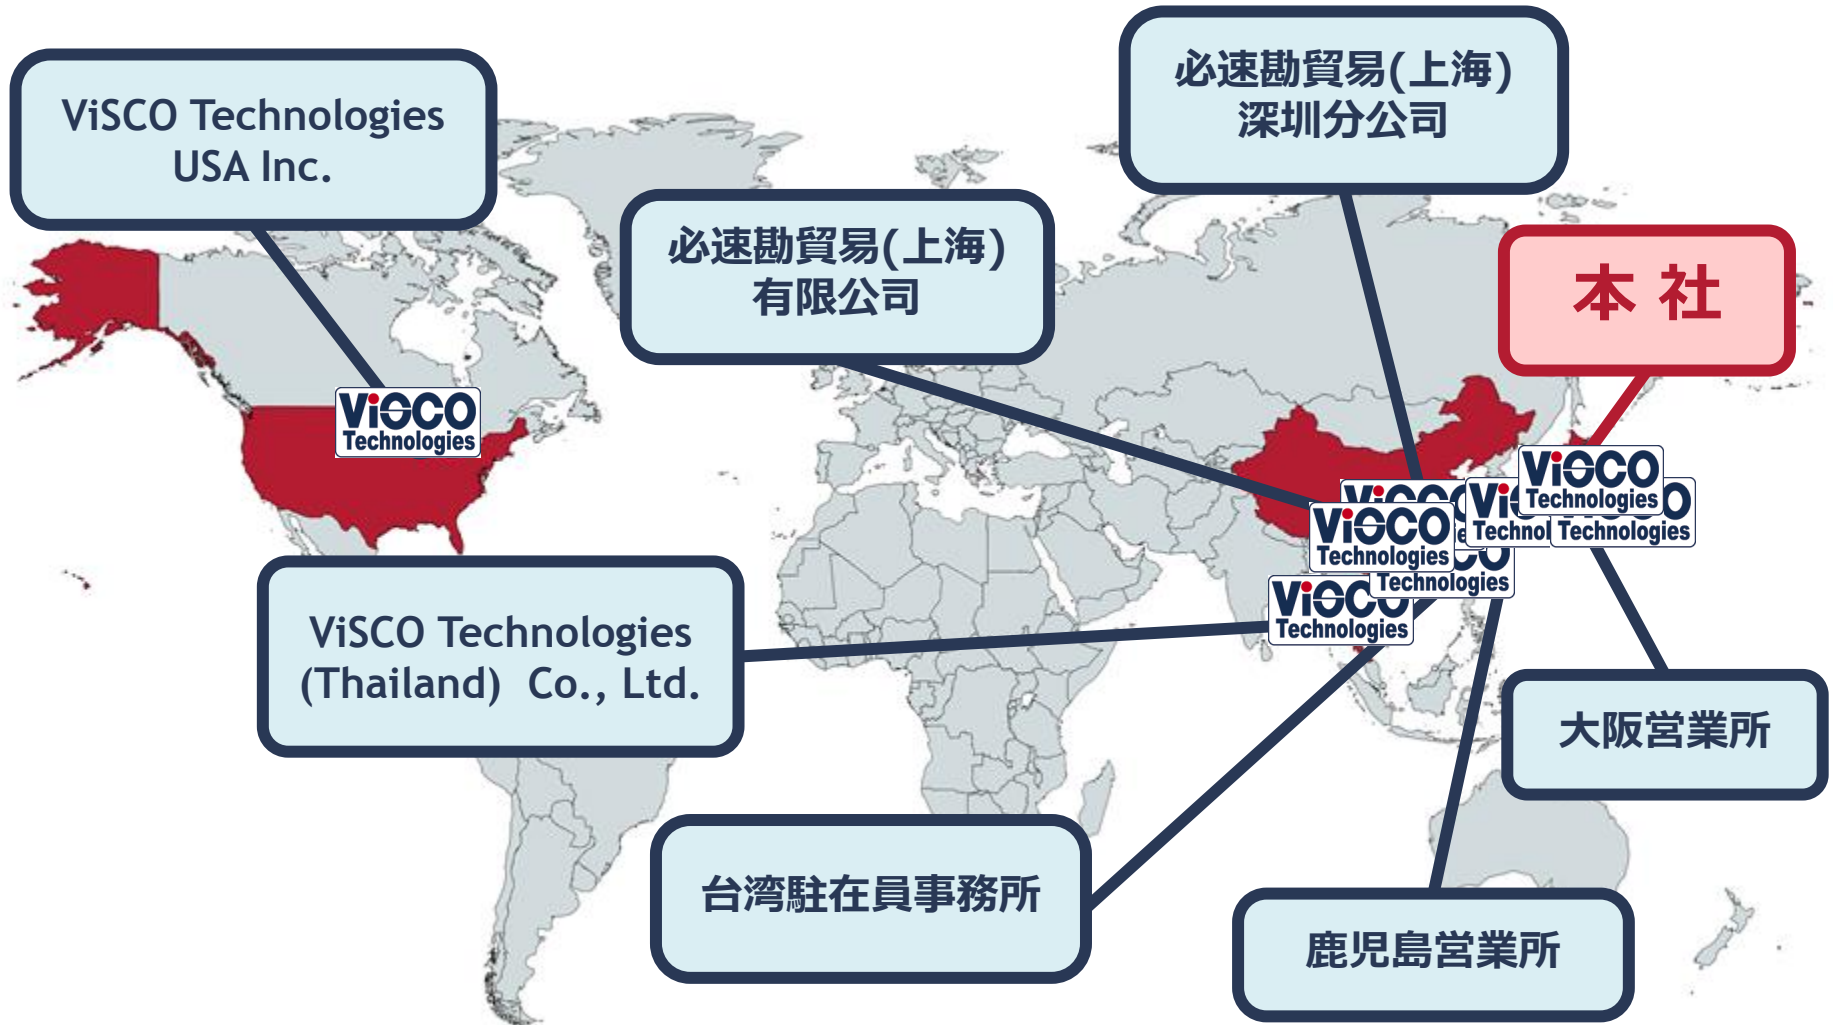 ViSCO Technologies
USA Inc.
必速勘貿易(上海)
深圳分公司
必速勘貿易(上海)
有限公司
本 社
ViSCO
Technologies
ViSCO
Technologies
ViSCO
Technologies
Technologies
Technologies
ViSCO
Technologies
ViSCO Technologies
(Thailand) Co., Ltd.
大阪営業所
台湾駐在員事務所
鹿児島営業所